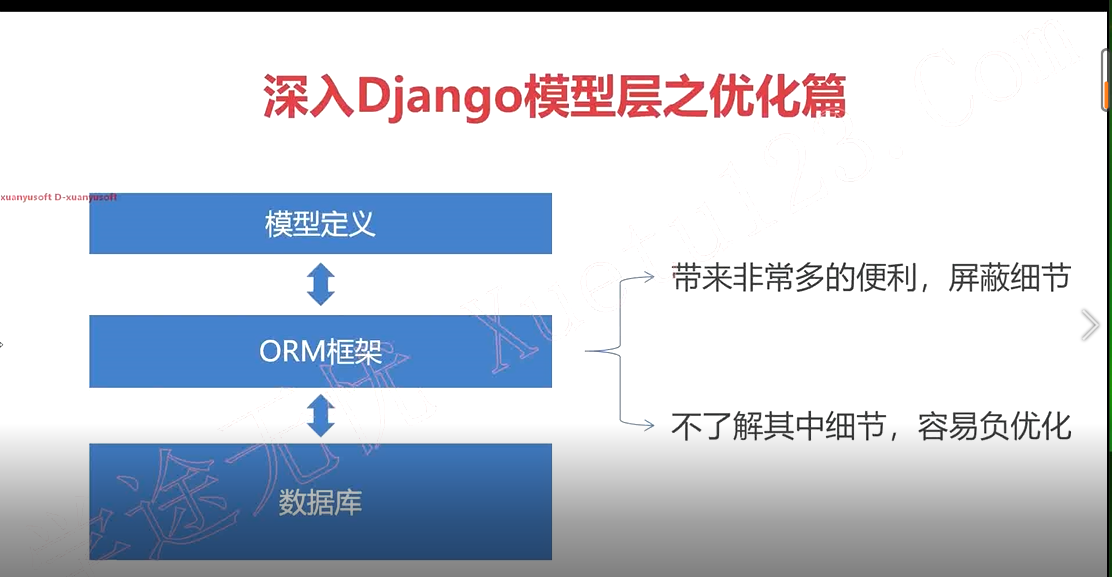 深入Django模型层之优化篇
xuanyusoft D-xuanyusoft
模型定义
带来非常多的便利，屏蔽细节
ORM框架
不了解其中细节，容易负优化
数据库